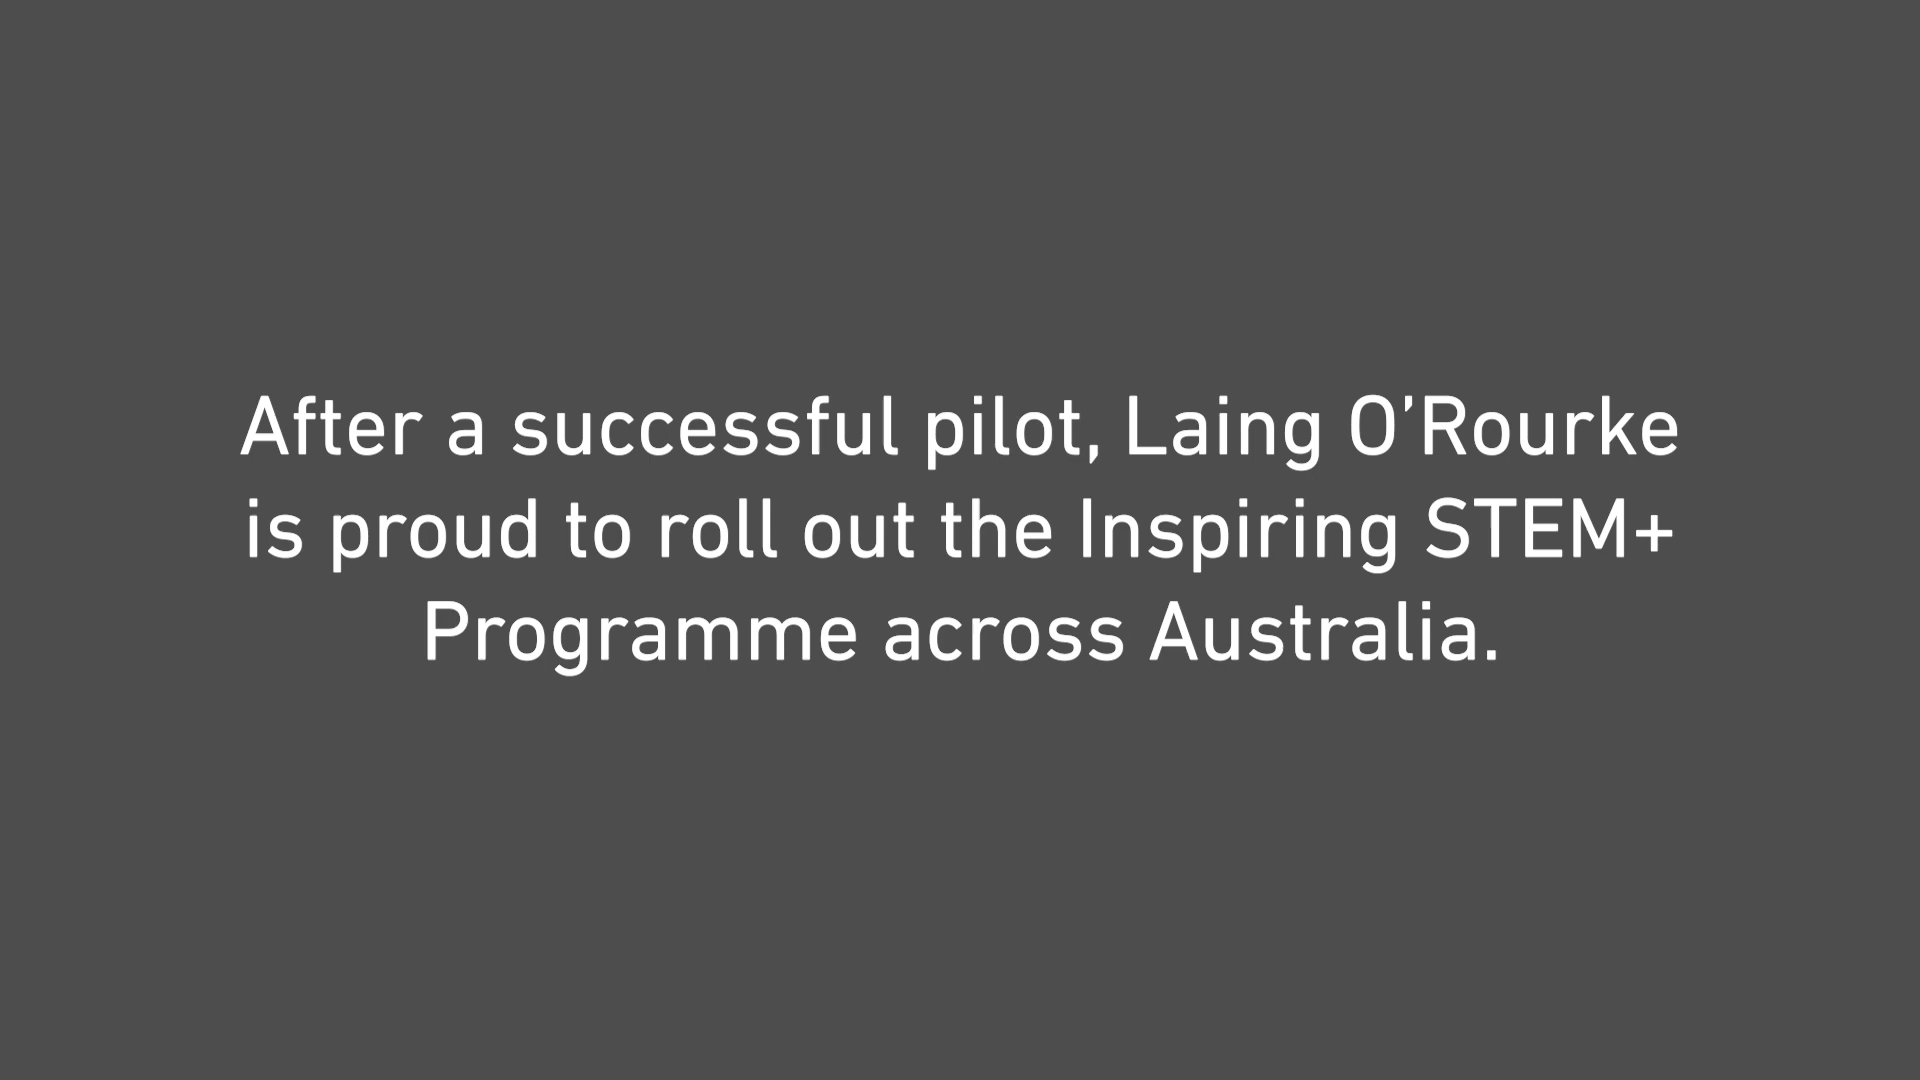 After a successful pilot, Laing O’Rourke
is proud to roll out the Inspiring STEM+
Programme across Australia.